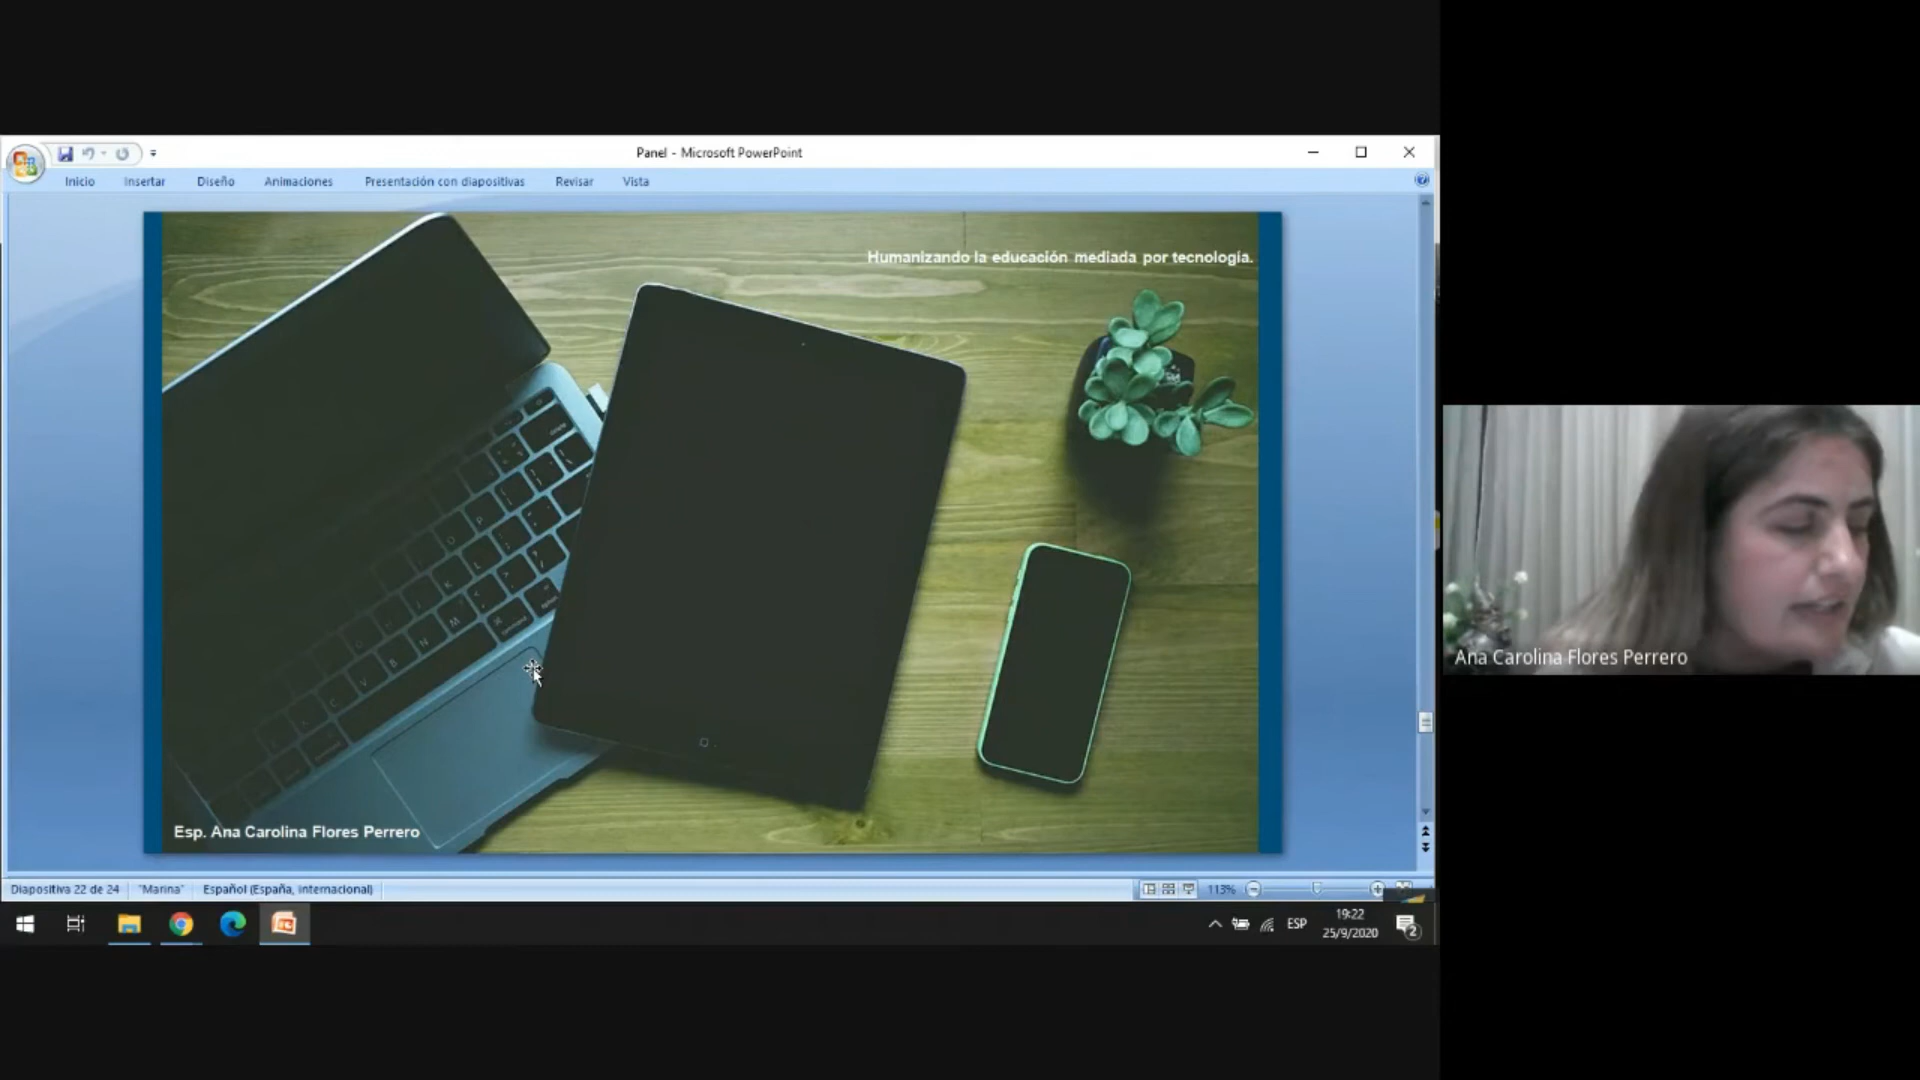 Panel - Microsoft PowerPoint
Inicio Insertar Diseño Animaciones Presentación con diapositivas Revisar Vista
Humanizando la educación mediada por tecnología.
Esp. Ana Carolina Flores Perrero
Ana Carolina Flores Perrero
Diapositiva 22 de 24 "Marina" Español (España, internacional) 113%
ESP 19:22
25/9/2020 2